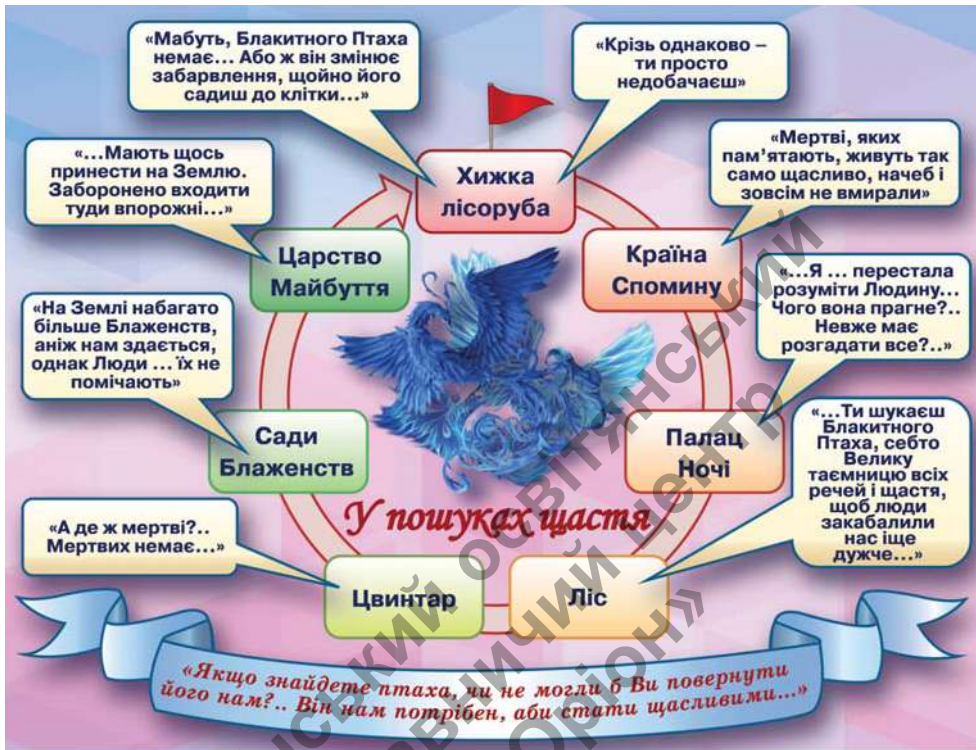 «Мабуть, Блакитного Птаха
немає... Або ж він змінює
забарвлення, щойно його
садиш до клітки...»
«Крізь однаково –
ти просто
недобачаєш»
Хижка
лісоруба
«Мертві, яких
пам'ятають, живуть так
само щасливо, начеб і
зовсім не вмирали»
Країна
Спомину
«...Я ... перестала
розуміти Людину...
Чого вона прагне?..
Невже має
розгадати все?..»
Палац
Ночі
«...Ти шукаєш
Блакитного
Птаха, себто
Велику
таємницю всіх
речей і щастя,
щоб люди
закабалили
нас іще
дужче...»
Ліс
«А де ж мертві?..
Мертвих немає...»
Цвинтар
«На Землі набагато
більше Блаженств,
аніж нам здається,
однак Люди ... їх не
помічають»
Сади
Блаженств
«...Мають щось
принести на Землю.
Заборонено входити
туди впорожні...»
Царство
Майбуття
У пошуках щастя
«Якщо знайдете птаха, чи не могли б Ви повернути
його нам?.. Він нам потрібен, аби стати щасливими...»